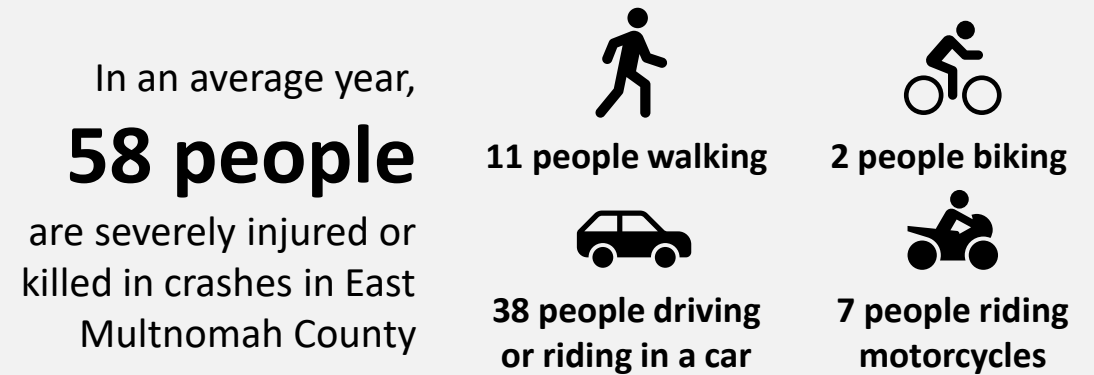 In an average year,
58 people
are severely injured or
killed in crashes in East
Multnomah County
11 people walking
2 people biking
38 people driving
or riding in a car
7 people riding
motorcycles